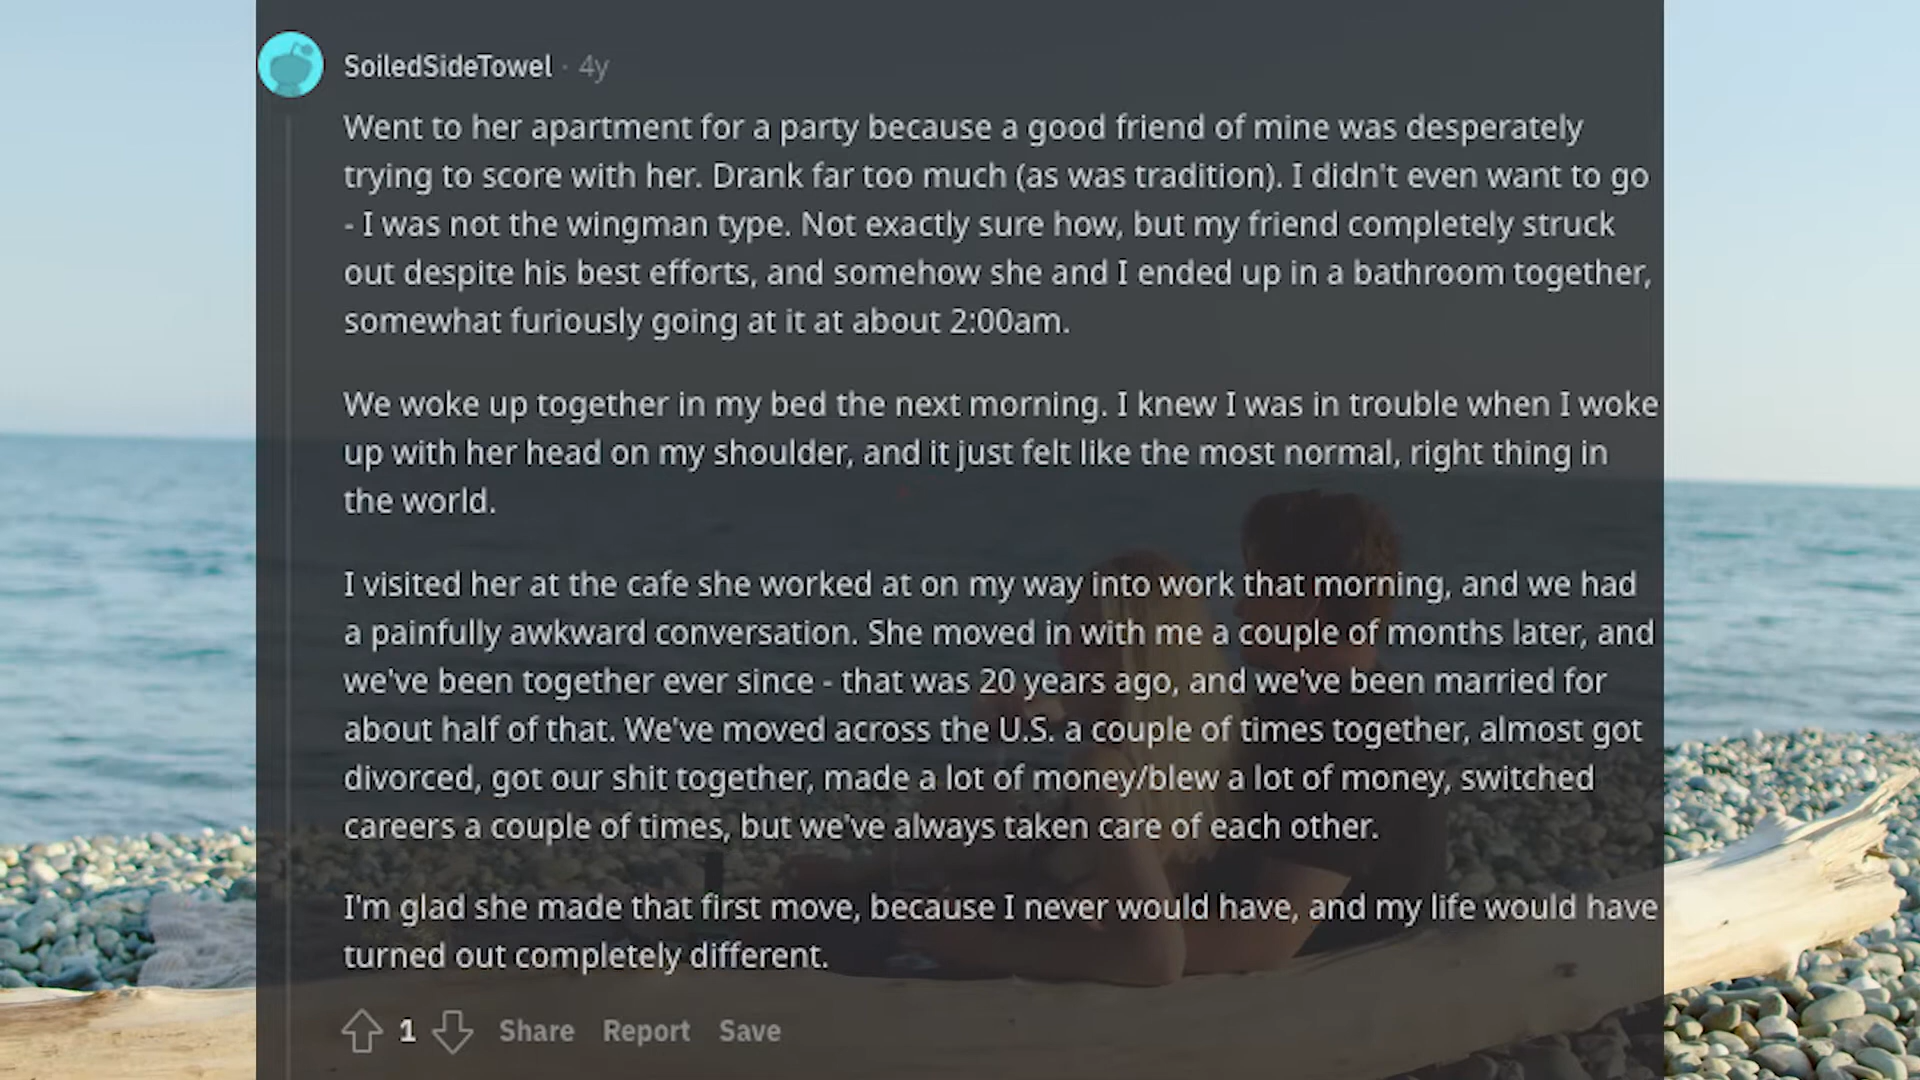 SoiledSideTowel · 4y
Went to her apartment for a party because a good friend of mine was desperately
trying to score with her. Drank far too much (as was tradition). I didn't even want to go
- I was not the wingman type. Not exactly sure how, but my friend completely struck
out despite his best efforts, and somehow she and I ended up in a bathroom together,
somewhat furiously going at it at about 2:00am.
We woke up together in my bed the next morning. I knew I was in trouble when I woke
up with her head on my shoulder, and it just felt like the most normal, right thing in
the world.
I visited her at the cafe she worked at on my way into work that morning, and we had
a painfully awkward conversation. She moved in with me a couple of months later, and
we've been together ever since - that was 20 years ago, and we've been married for
about half of that. We've moved across the U.S. a couple of times together, almost got
divorced, got our shit together, made a lot of money/blew a lot of money, switched
careers a couple of times, but we've always taken care of each other.
I'm glad she made that first move, because I never would have, and my life would have
turned out completely different.
1 Share Report Save